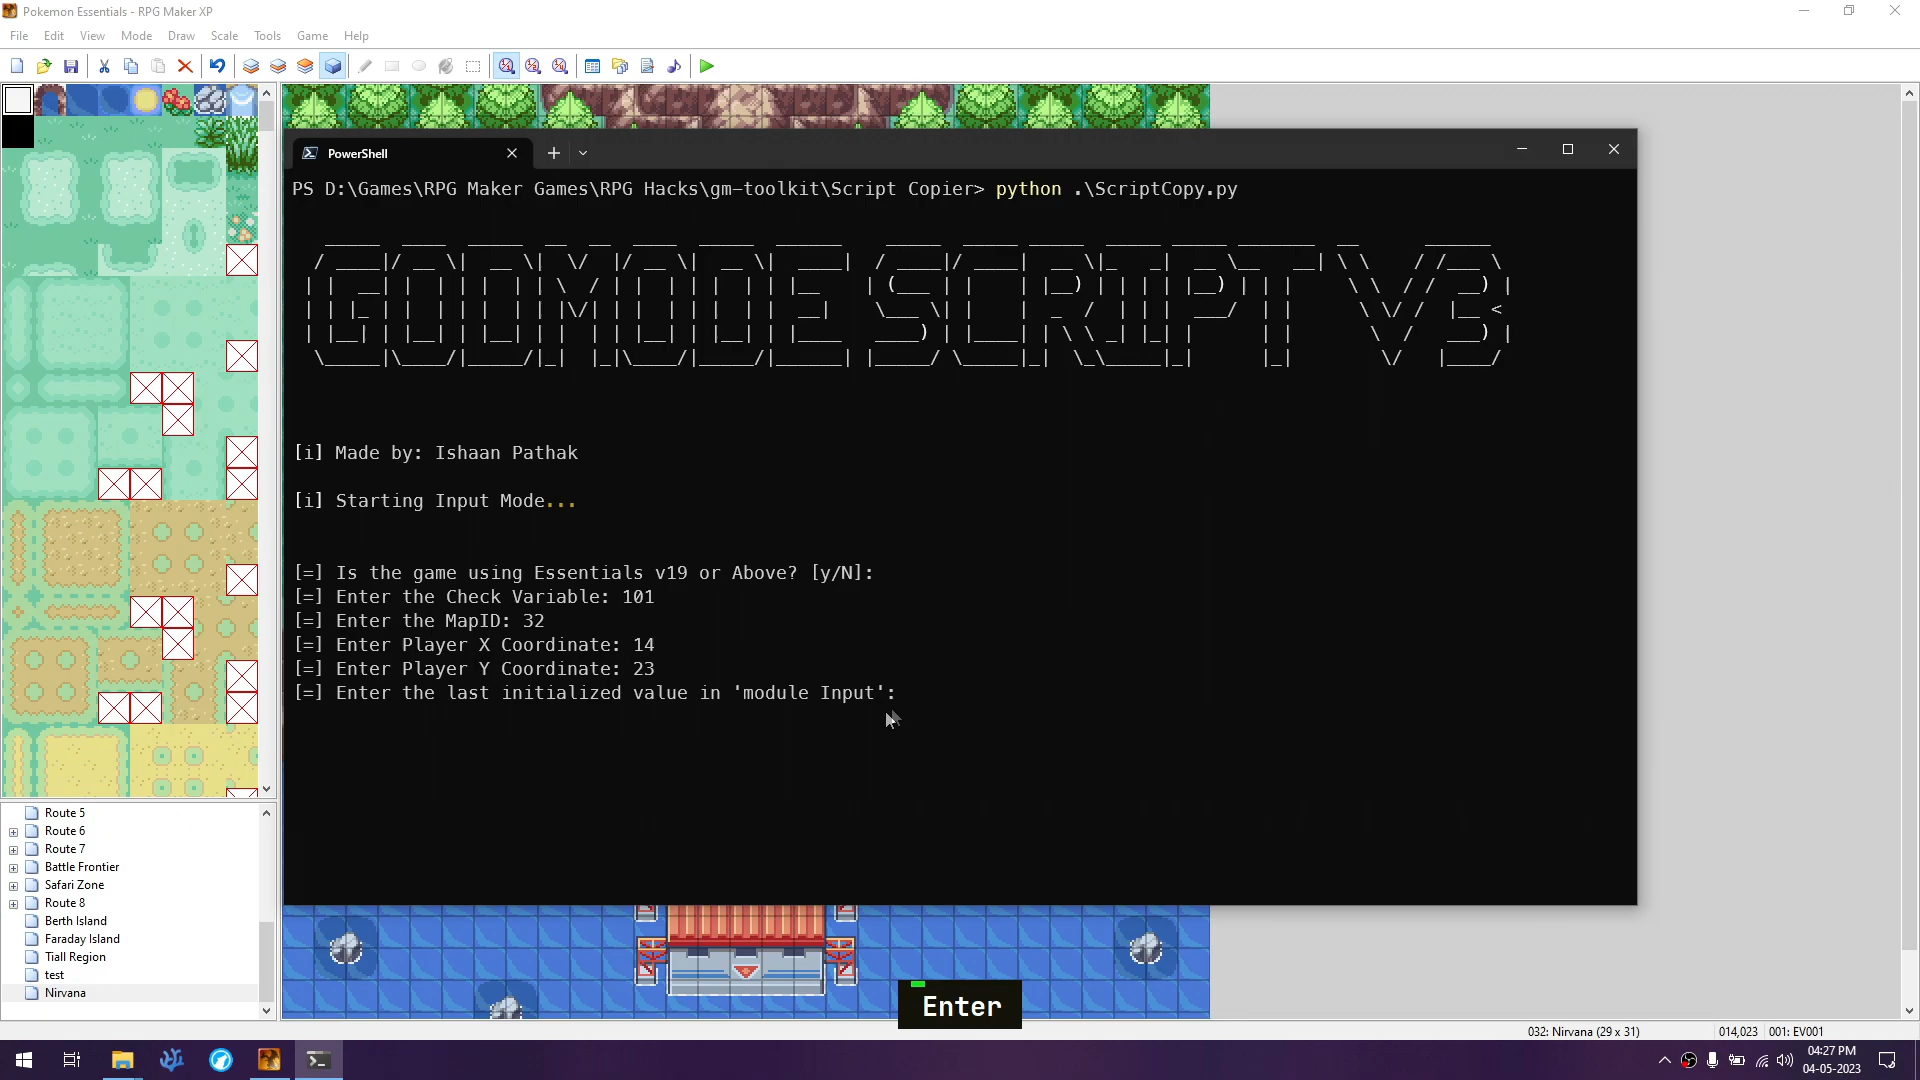 Pokemon Essentials - RPG Maker XP
File Edit View Mode Draw Scale Tools Game Help
PowerShell
PS D:\Games\RPG Maker Games\RPG Hacks\gm-toolkit\Script Copier> python .\ScriptCopy.py
GODMODE SCRIPT V3
[i] Made by: Ishaan Pathak
[i] Starting Input Mode...
[=] Is the game using Essentials v19 or Above? [y/N]:
[=] Enter the Check Variable: 101
[=] Enter the MapID: 32
[=] Enter Player X Coordinate: 14
[=] Enter Player Y Coordinate: 23
[=] Enter the last initialized value in 'module Input':
Route 5
Route 6
Route 7
Battle Frontier
Safari Zone
Route 8
Berth Island
Faraday Island
Tiall Region
test
Nirvana
Enter
032: Nirvana (29 x 31) 014,023 001: EV001
04:27 PM
04-05-2023